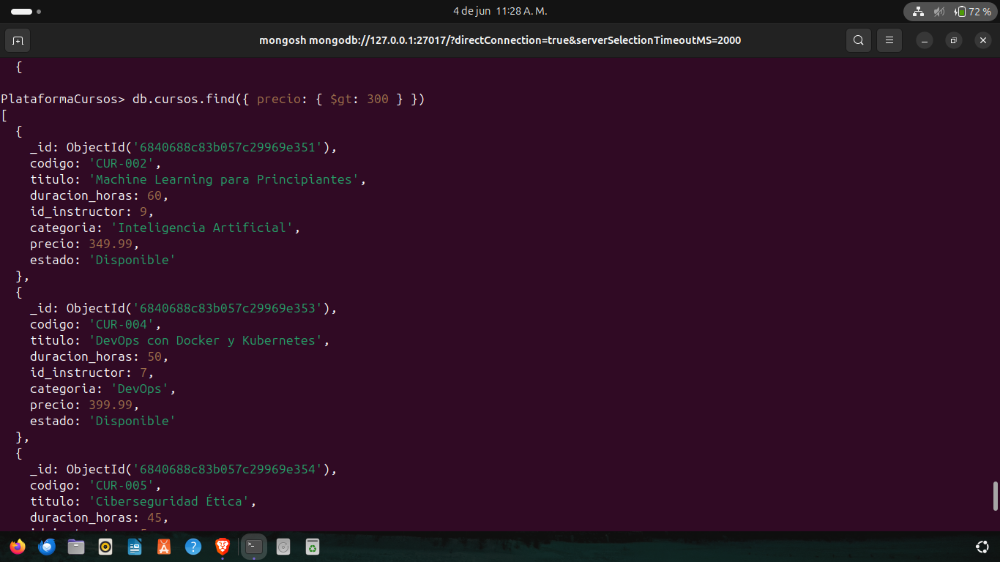 4 de jun 11:28 A. M.
72 %
mongosh mongodb://127.0.0.1:27017/?directConnection=true&serverSelectionTimeoutMS=2000
{
PlataformaCursos> db.cursos.find({ precio: { $gt: 300 } })
[
{
_id: ObjectId('6840688c83b057c29969e351'),
codigo: 'CUR-002',
titulo: 'Machine Learning para Principiantes',
duracion_horas: 60,
id_instructor: 9,
categoria: 'Inteligencia Artificial',
precio: 349.99,
estado: 'Disponible'
},
{
_id: ObjectId('6840688c83b057c29969e353'),
codigo: 'CUR-004',
titulo: 'DevOps con Docker y Kubernetes',
duracion_horas: 50,
id_instructor: 7,
categoria: 'DevOps',
precio: 399.99,
estado: 'Disponible'
},
{
_id: ObjectId('6840688c83b057c29969e354'),
codigo: 'CUR-005',
titulo: 'Ciberseguridad Ética',
duracion_horas: 45,